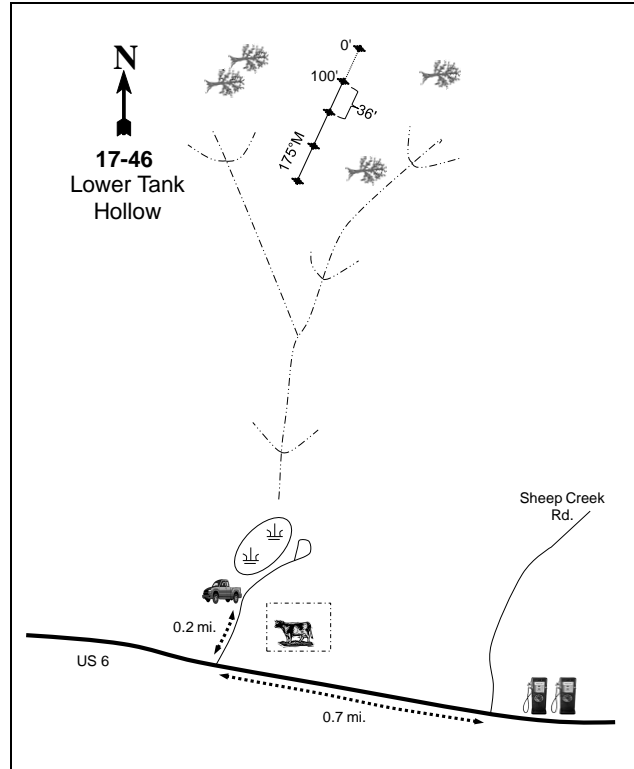 N
17-46
Lower Tank
Hollow
0'
100'
36'
175°M
Sheep Creek
Rd.
0.2 mi.
US 6
0.7 mi.